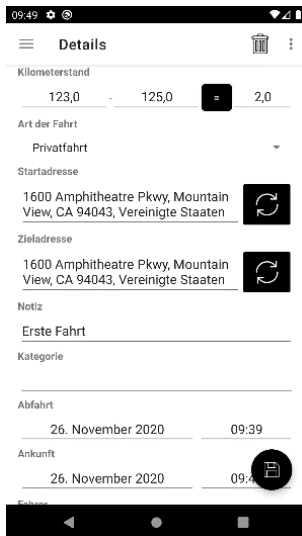 09:49
Details
Kilometerstand
123,0 - 125,0 = 2,0
Art der Fahrt
Privatfahrt
Startadresse
1600 Amphitheatre Pkwy, Mountain
View, CA 94043, Vereinigte Staaten
Zieladresse
1600 Amphitheatre Pkwy, Mountain
View, CA 94043, Vereinigte Staaten
Notiz
Erste Fahrt
Kategorie
Abfahrt
26. November 2020 09:39
Ankunft
26. November 2020
Fahrer